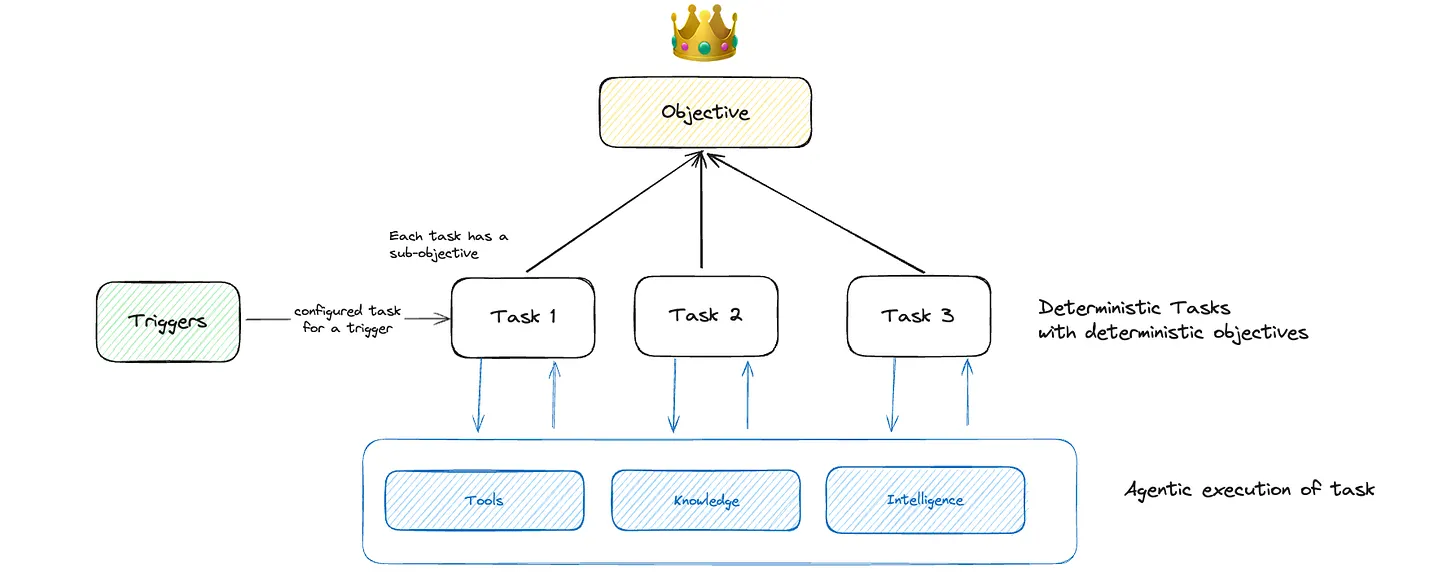 Objective
Each task has a
sub-objective
Triggers
configured task
for a trigger
Task 1
Task 2
Task 3
Deterministic Tasks
with deterministic objectives
Tools
Knowledge
Intelligence
Agentic execution of task